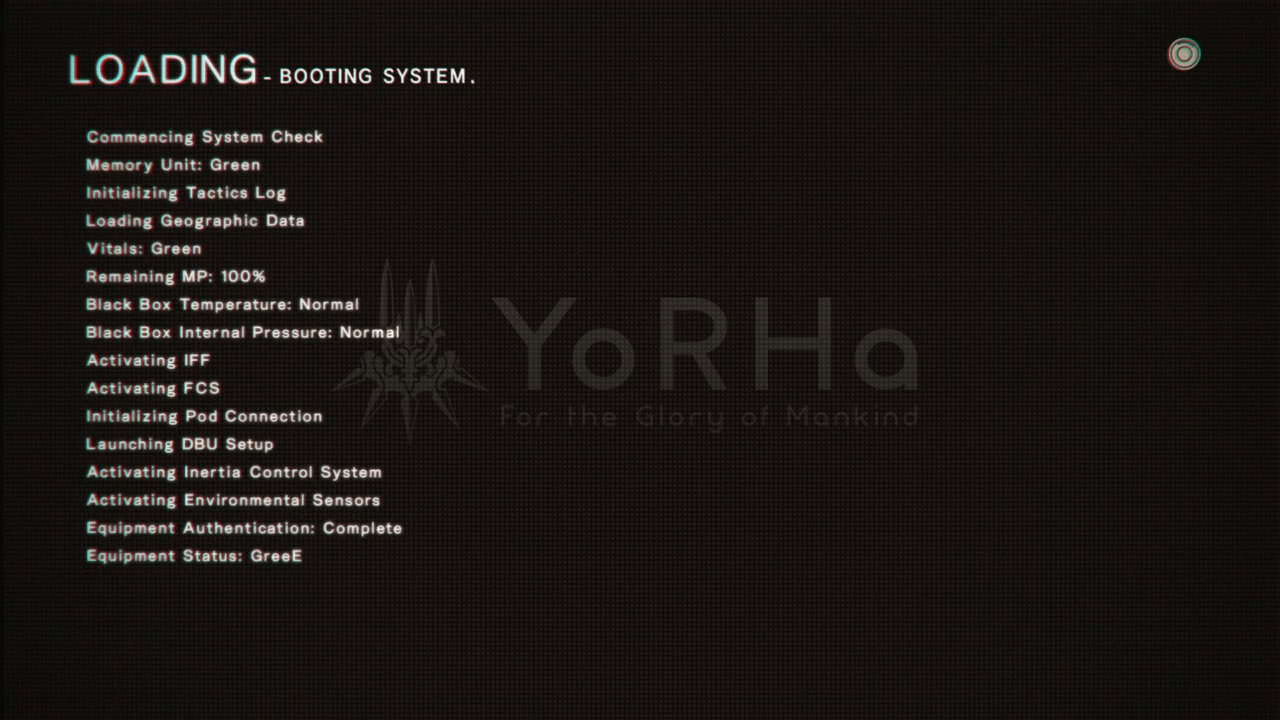 LOADING - BOOTING SYSTEM.
Commencing System Check
Memory Unit: Green
Initializing Tactics Log
Loading Geographic Data
Vitals: Green
Remaining MP: 100%
Black Box Temperature: Normal
Black Box Internal Pressure: Normal
Activating IFF
Activating FCS
Initializing Pod Connection
Launching DBU Setup
Activating Inertia Control System
Activating Environmental Sensors
Equipment Authentication: Complete
Equipment Status: GreeE
YoRHa
For the Glory of Mankind